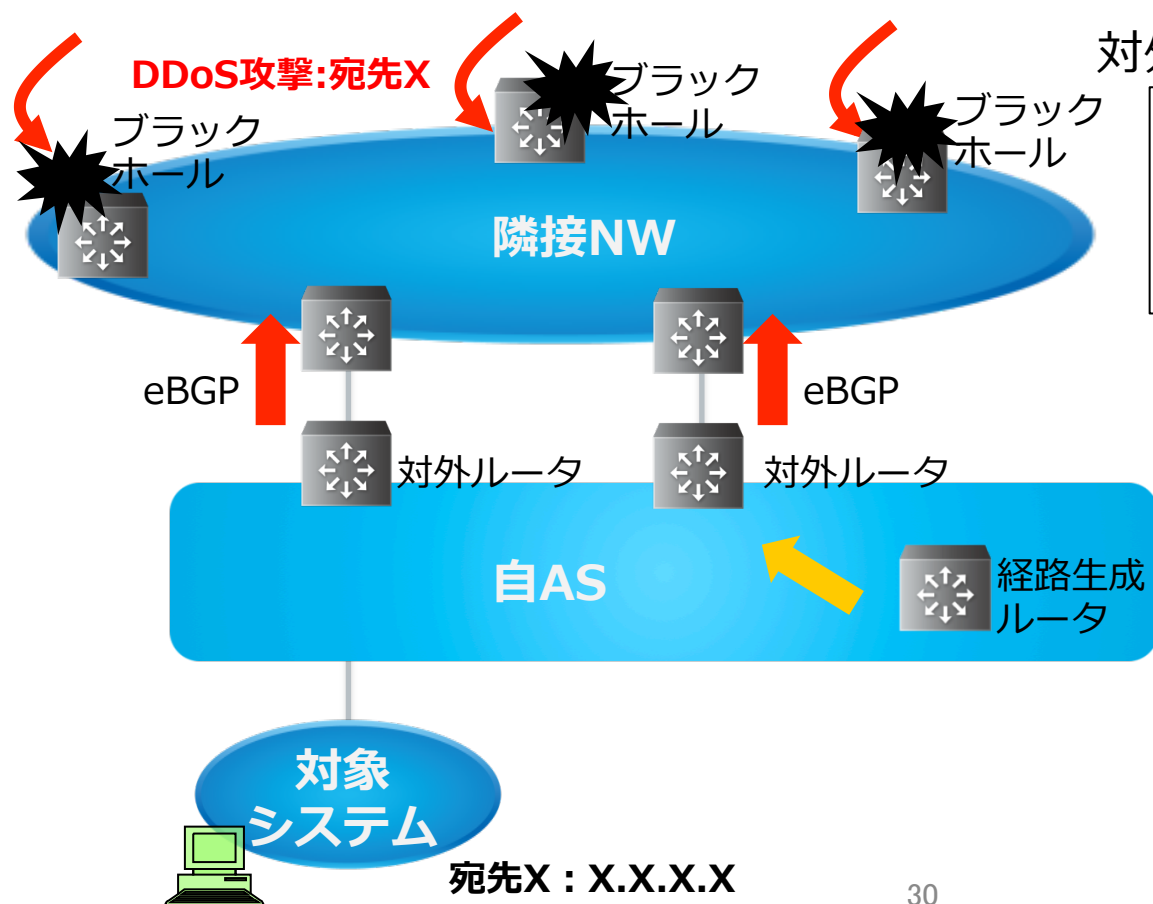 対外
DDoS攻撃:宛先X
ブラック
ホール
ブラック
ホール
ブラック
ホール
隣接NW
eBGP
eBGP
対外ルータ
対外ルータ
自AS
経路生成
ルータ
対象
システム
宛先X：X.X.X.X
30